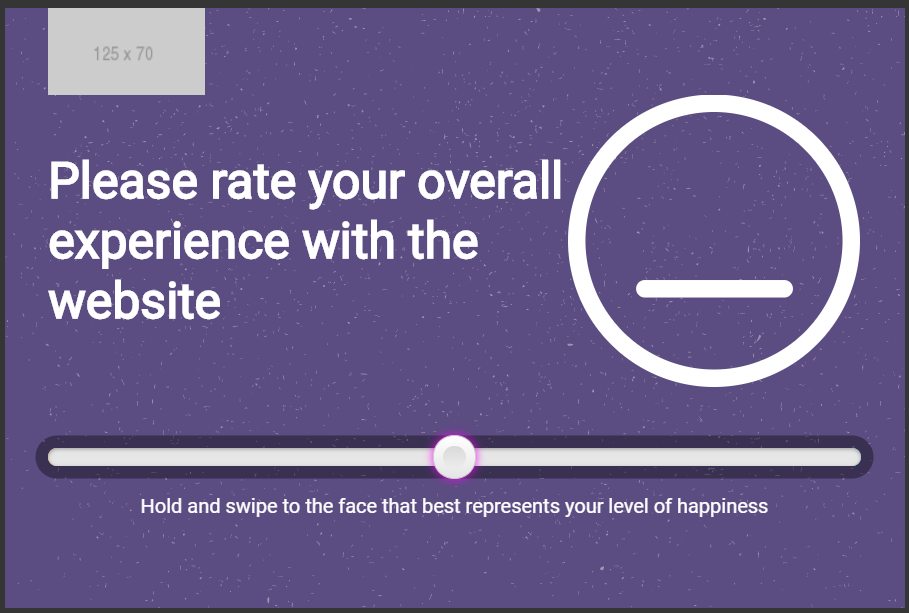 125 x 70
Please rate your overall
experience with the
website
Hold and swipe to the face that best represents your level of happiness